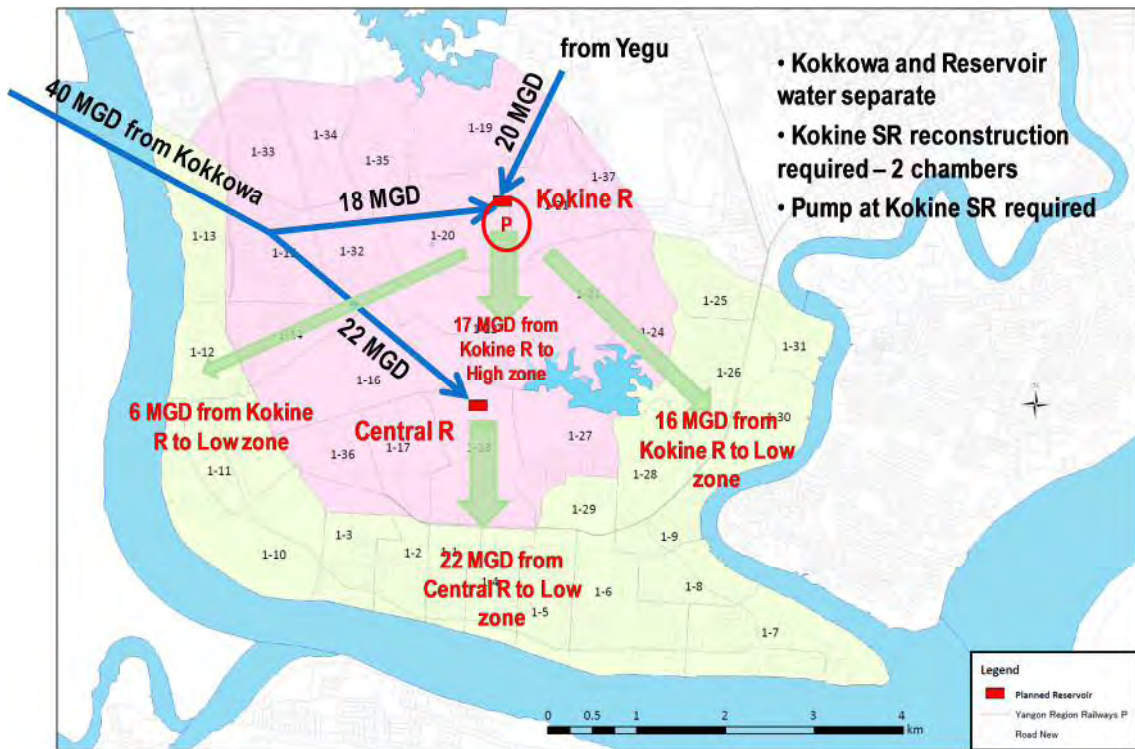 from Yegu
• Kokkowa and Reservoir
water separate
• Kokine SR reconstruction
required – 2 chambers
• Pump at Kokine SR required
40 MGD from Kokkowa
20 MGD
18 MGD
22 MGD
Kokine R
P
17 MGD from
Kokine R to
High zone
6 MGD from Kokine
R to Low zone
Central R
16 MGD from
Kokine R to Low
zone
22 MGD from
Central R to Low
zone
1-19
1-34
1-33
1-35
1-37
1-13
1-32
1-20
1-25
1-24
1-31
1-12
1-26
1-16
1-30
1-27
1-36
1-17
1-11
1-28
1-29
1-3
1-10
1-2
1-9
1-4
1-6
1-8
1-5
1-7
Legend
Planned Reservoir
Yangon Region Railways P
Road New
0 0.5 1 2 3 4
km